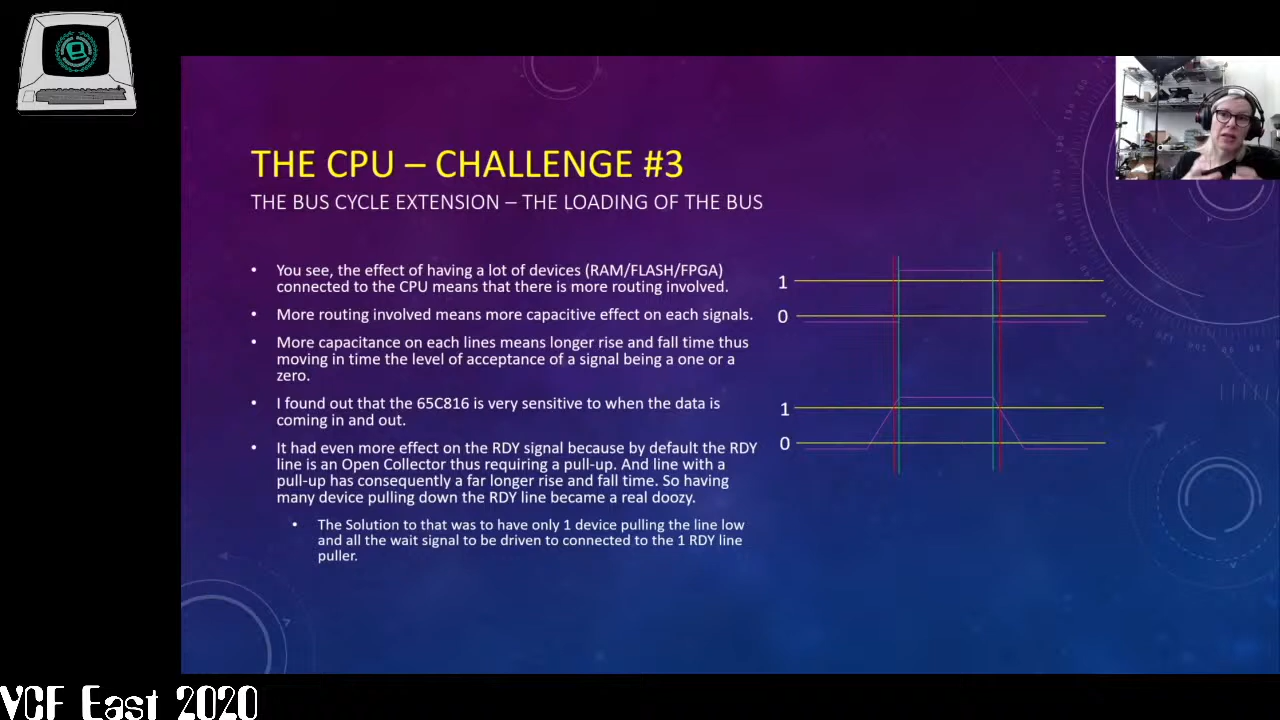 THE CPU – CHALLENGE #3
THE BUS CYCLE EXTENSION – THE LOADING OF THE BUS
• You see, the effect of having a lot of devices (RAM/FLASH/FPGA)
connected to the CPU means that there is more routing involved.
• More routing involved means more capacitive effect on each signals.
• More capacitance on each lines means longer rise and fall time thus
moving in time the level of acceptance of a signal being a one or a
zero.
• I found out that the 65C816 is very sensitive to when the data is
coming in and out.
• It had even more effect on the RDY signal because by default the RDY
line is an Open Collector thus requiring a pull-up. And line with a
pull-up has consequently a far longer rise and fall time. So having
many device pulling down the RDY line became a real doozy.
• The Solution to that was to have only 1 device pulling the line low
and all the wait signal to be driven to connected to the 1 RDY line
puller.
1
0
1
0
VCF East 2020